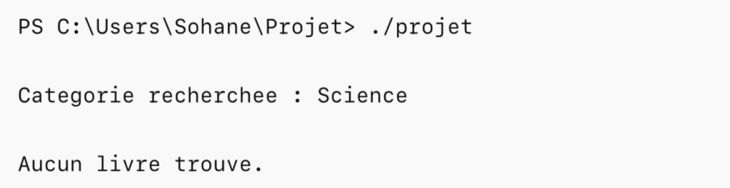 PS C:\Users\Sohane\Projet> ./projet
Categorie recherchee : Science
Aucun livre trouve.